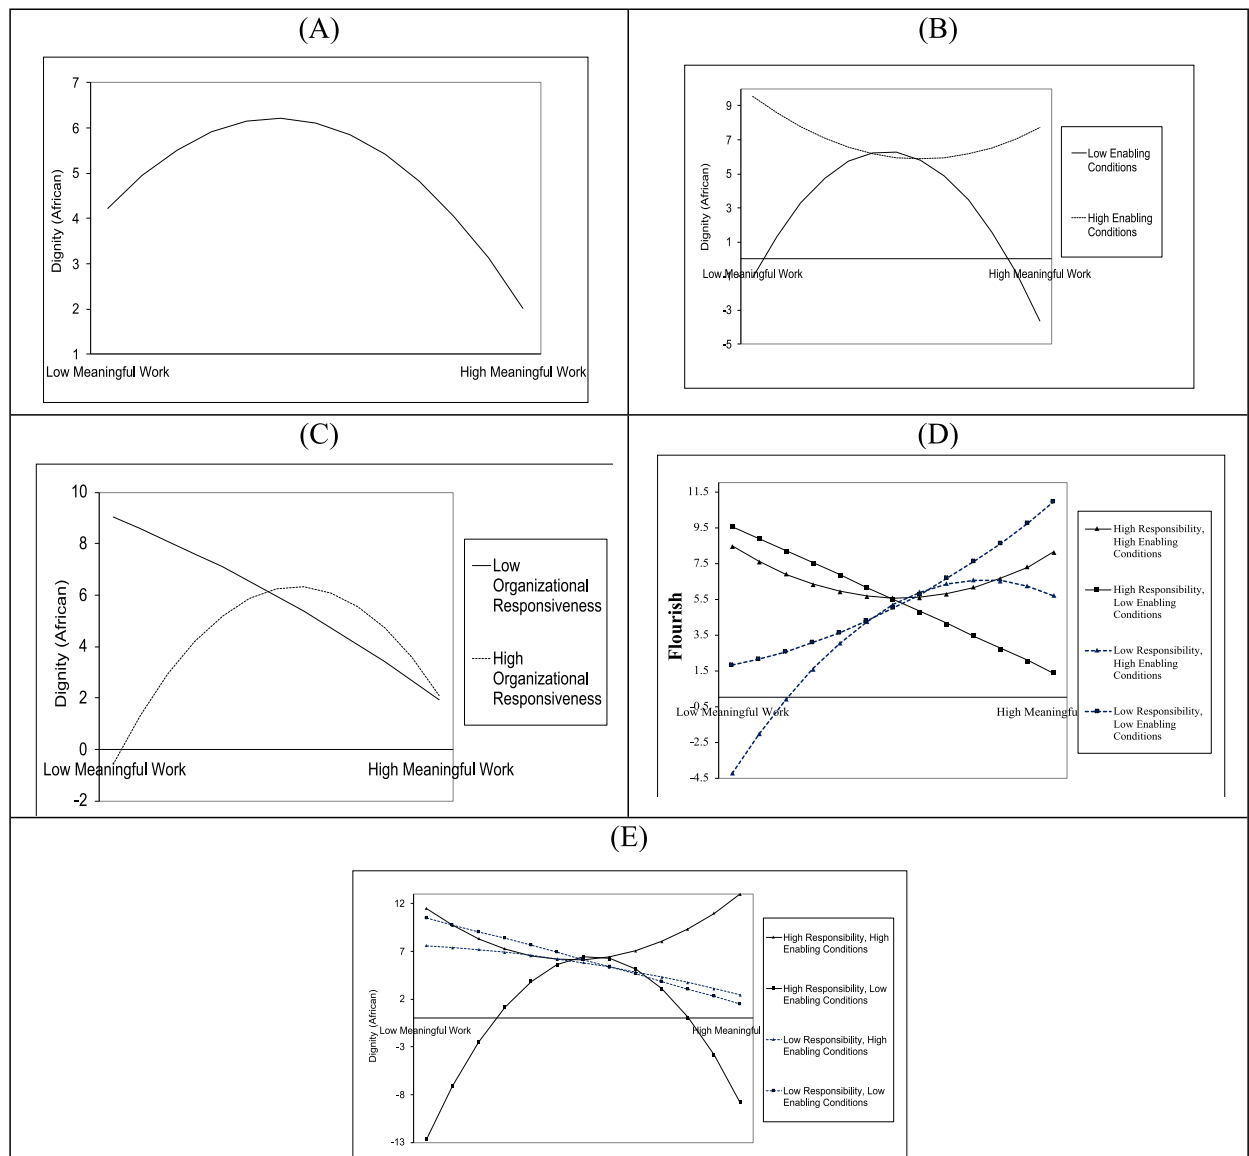 (A)
7
6
5
4
3
2
1
Dignity (African)
Low Meaningful Work
High Meaningful Work
(B)
9
7
5
3
1
-1
-3
-5
Dignity (African)
Low Meaningful Work
High Meaningful Work
Low Enabling
Conditions
High Enabling
Conditions
(C)
10
8
6
4
2
0
-2
Dignity (African)
Low Meaningful Work
High Meaningful Work
Low
Organizational
Responsiveness
High
Organizational
Responsiveness
(D)
11.5
9.5
7.5
5.5
3.5
1.5
-0.5
-2.5
-4.5
Flourish
Low Meaningful Work
High Meaningfu
High Responsibility,
High Enabling
Conditions
High Responsibility,
Low Enabling
Conditions
Low Responsibility,
High Enabling
Conditions
Low Responsibility,
Low Enabling
Conditions
(E)
12
7
2
-3
-8
-13
Dignity (African)
Low Meaningful Work
High Meaningful
High Responsibility, High
Enabling Conditions
High Responsibility, Low
Enabling Conditions
Low Responsibility, High
Enabling Conditions
Low Responsibility, Low
Enabling Conditions